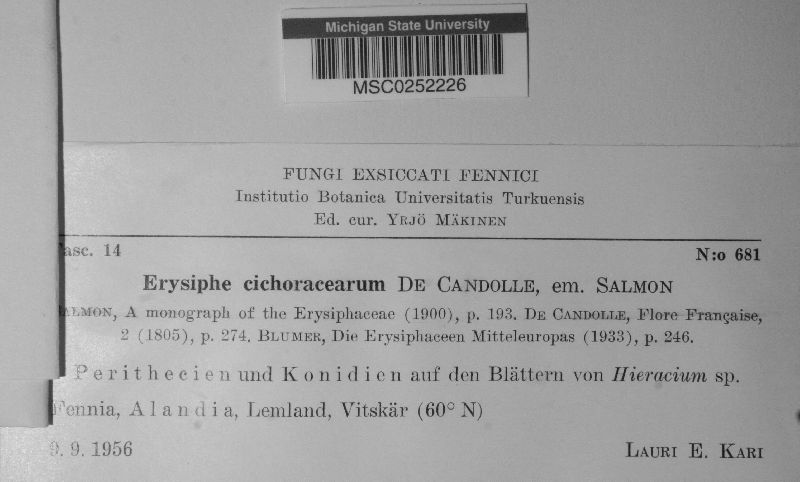 Michigan State University
MSC0252226
FUNGI EXSICCATI FENNICI
Institutio Botanica Universitatis Turkuensis
Ed. cur. YRJÖ MÄKINEN
Fasc. 14 N:o 681
Erysiphe cichoracearum DE CANDOLLE, em. SALMON
SALMON, A monograph of the Erysiphaceae (1900), p. 193. DE CANDOLLE, Flore Française,
2 (1805), p. 274. BLUMER, Die Erysiphaceen Mitteleuropas (1933), p. 246.
Perithecien und Konidien auf den Blättern von Hieracium sp.
Fennia, Alandia, Lemland, Vitskär (60° N)
9. 9. 1956 LAURI E. KARI